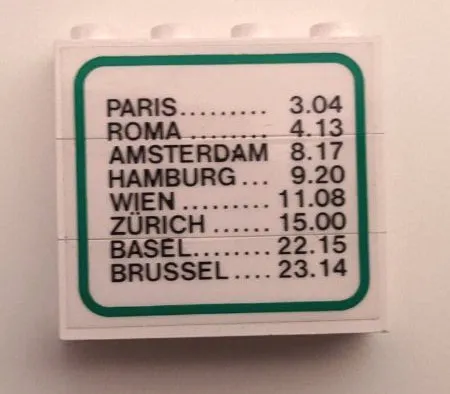 PARIS......... 3.04
ROMA ........ 4.13
AMSTERDAM 8.17
HAMBURG ... 9.20
WIEN ......... 11.08
ZÜRICH ...... 15.00
BASEL........ 22.15
BRUSSEL .... 23.14